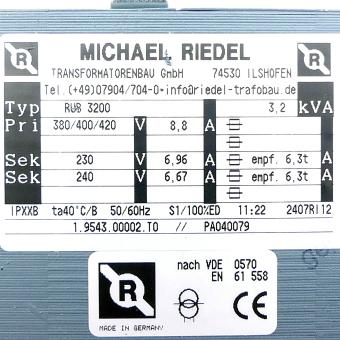 MICHAEL RIEDEL
TRANSFORMATORENBAU GmbH 74530 ILSHOFEN
Tel.(+49)07904/704-0•info@riedel-trafobau.de
Typ RUB 3200 3,2 kVA
Pri 380/400/420 V 8,8 A
Sek 230 V 6,96 A empf. 6,3t
Sek 240 V 6,67 A empf. 6,3t
IPXXB ta40°C/B 50/60Hz S1/100%ED 11:22 2407RI12
1.9543.00002.T0 // PA040079
R
R
R
MADE IN GERMANY
CE
nach VDE 0570
EN 61 558